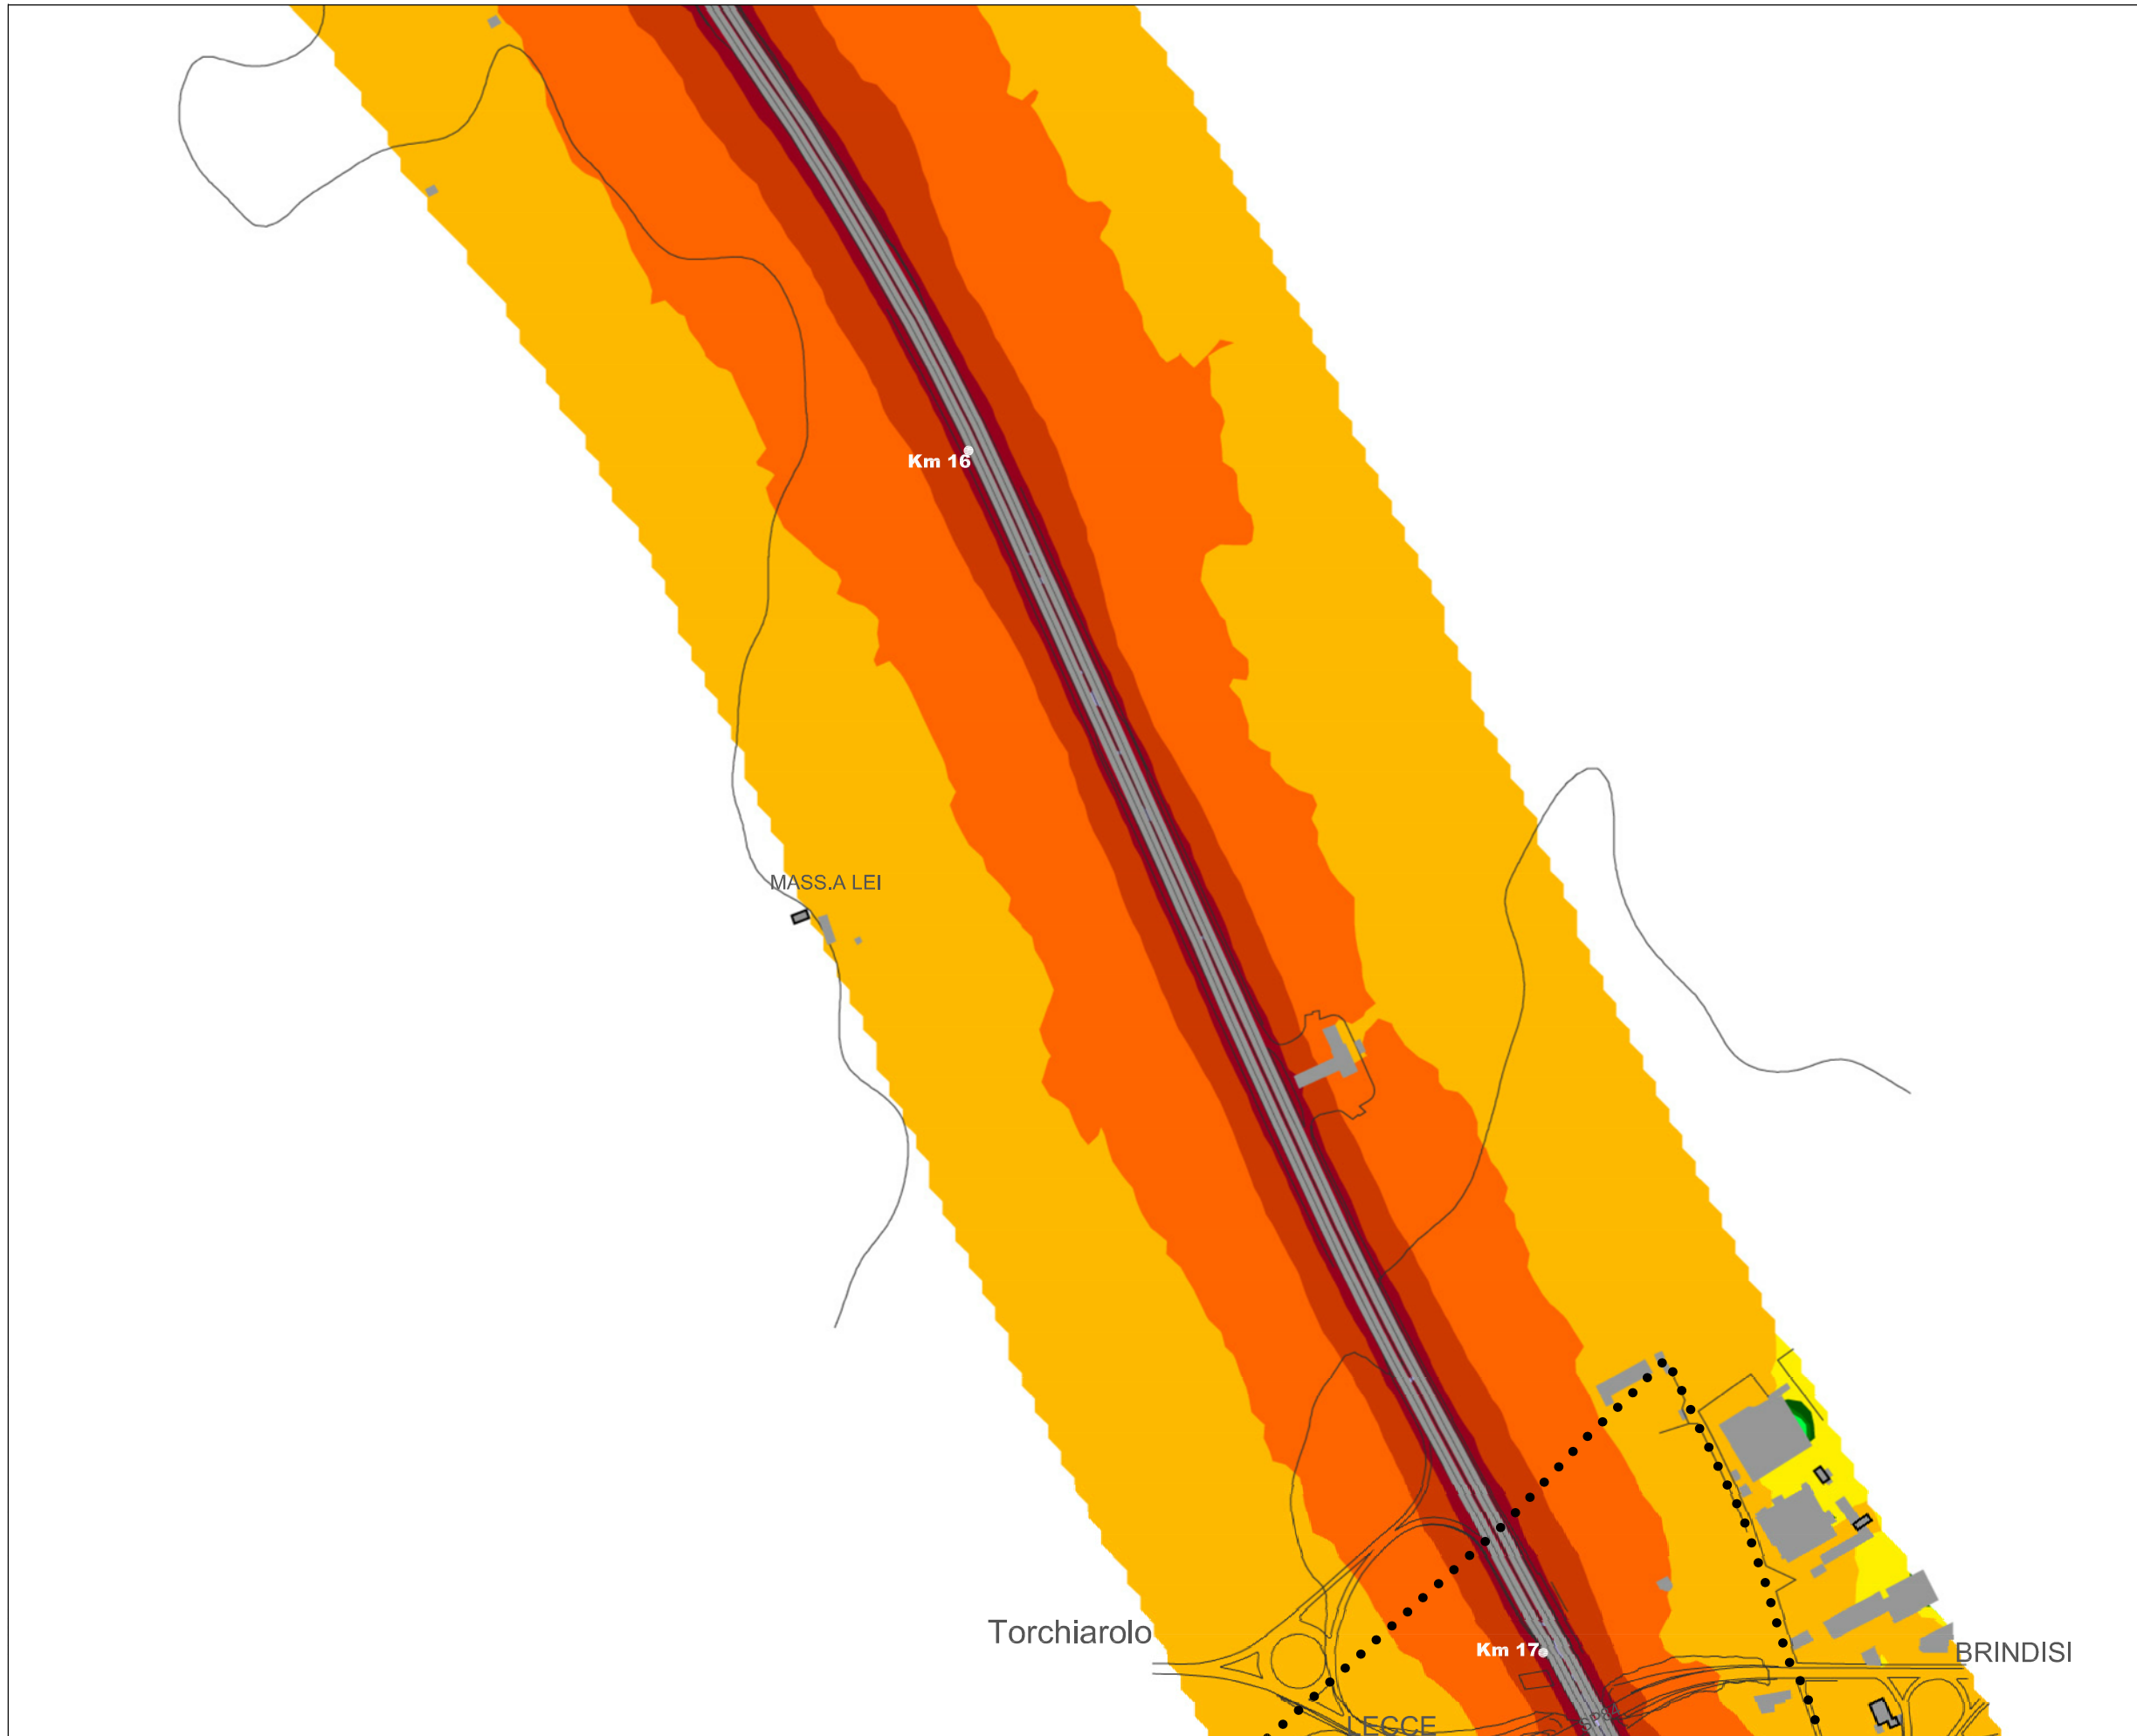 Km 16
MASS.A LEI
Torchiarolo
Km 17
BRINDISI
LECCE